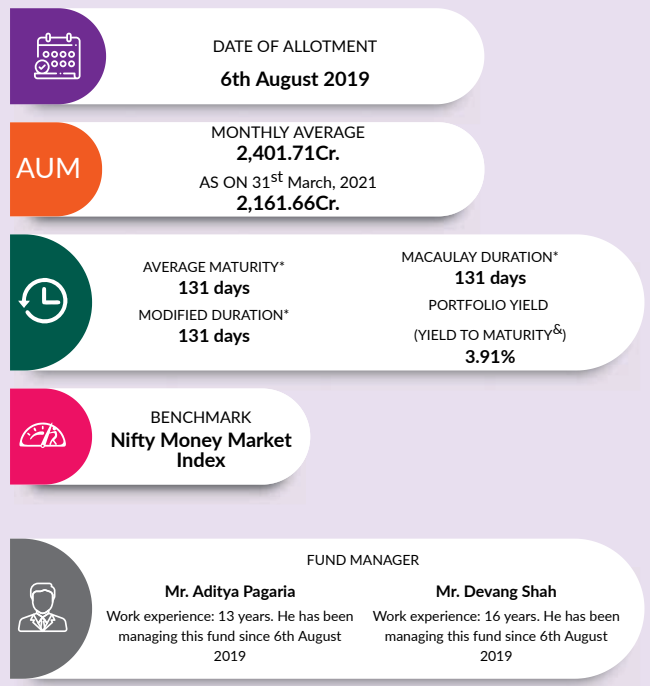 DATE OF ALLOTMENT
6th August 2019
AUM
MONTHLY AVERAGE
2,401.71Cr.
AS ON 31st March, 2021
2,161.66Cr.
AVERAGE MATURITY*
131 days
MODIFIED DURATION*
131 days
MACAULAY DURATION*
131 days
PORTFOLIO YIELD
(YIELD TO MATURITY&)
3.91%
BENCHMARK
Nifty Money Market
Index
FUND MANAGER
Mr. Aditya Pagaria
Work experience: 13 years. He has been
managing this fund since 6th August
2019
Mr. Devang Shah
Work experience: 16 years. He has been
managing this fund since 6th August
2019